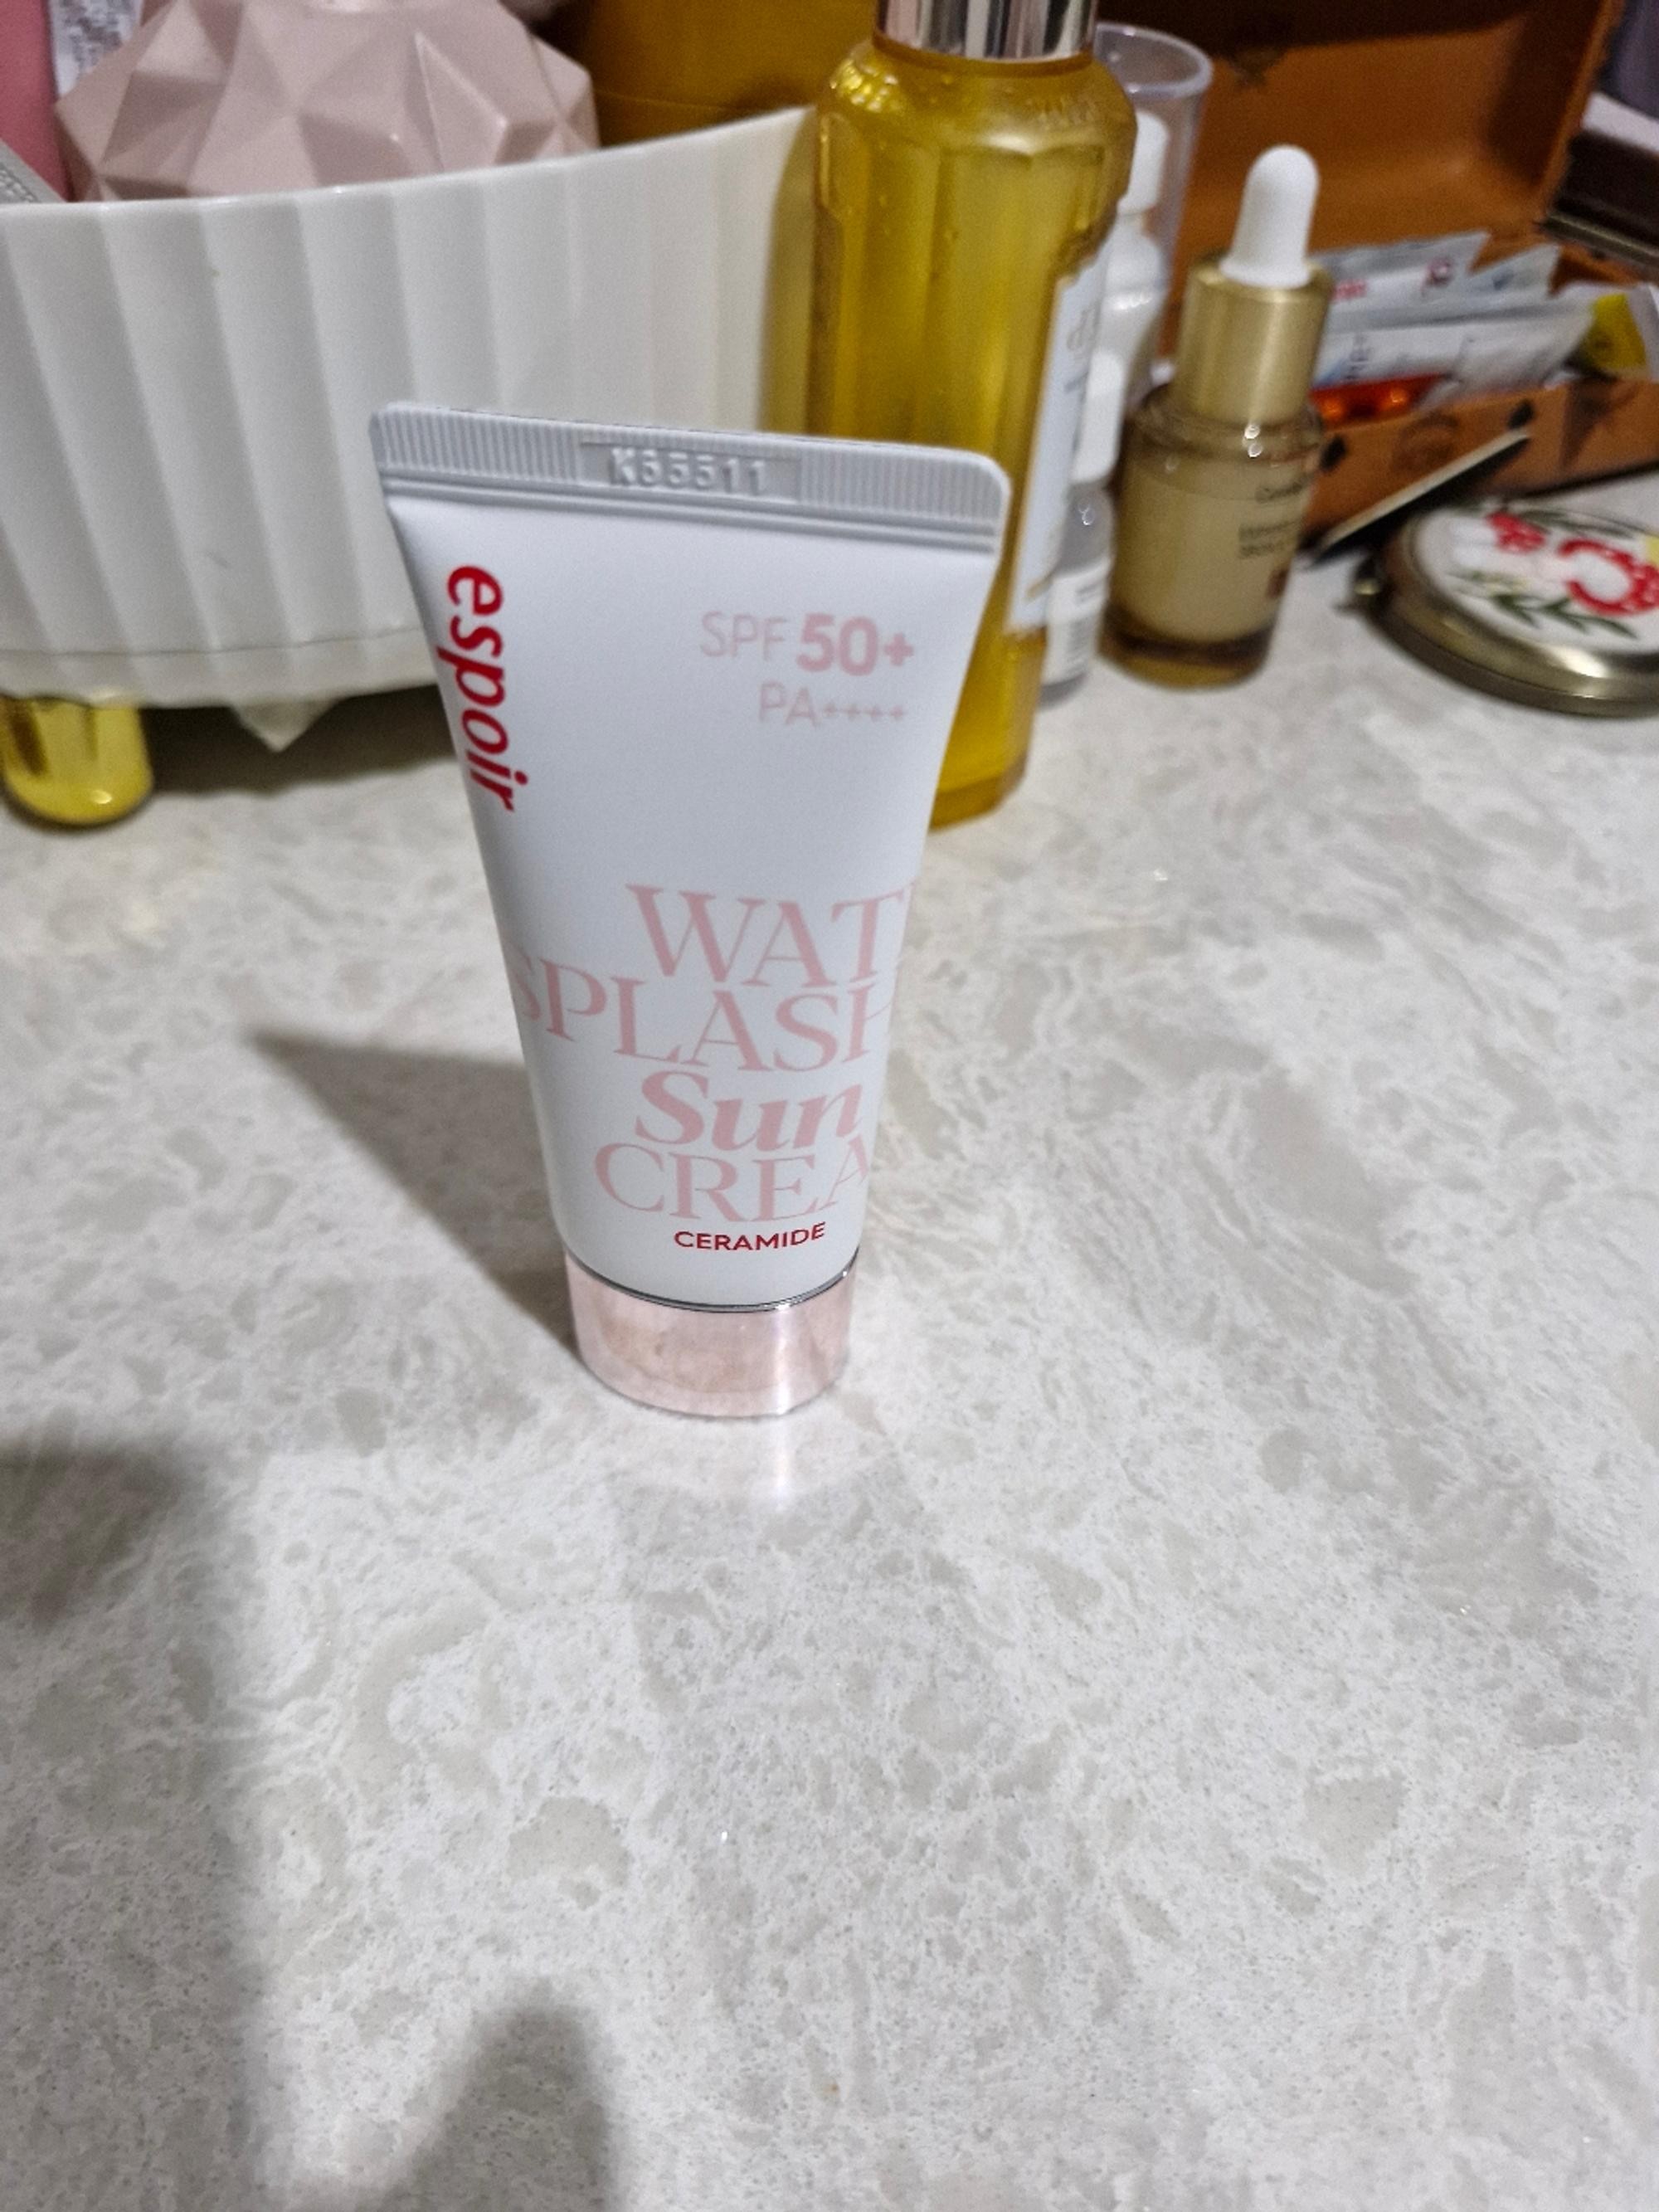 K65511
espoir
SPF 50+
PA++++
WAT
SPLASH
Sun
CREA
CERAMIDE